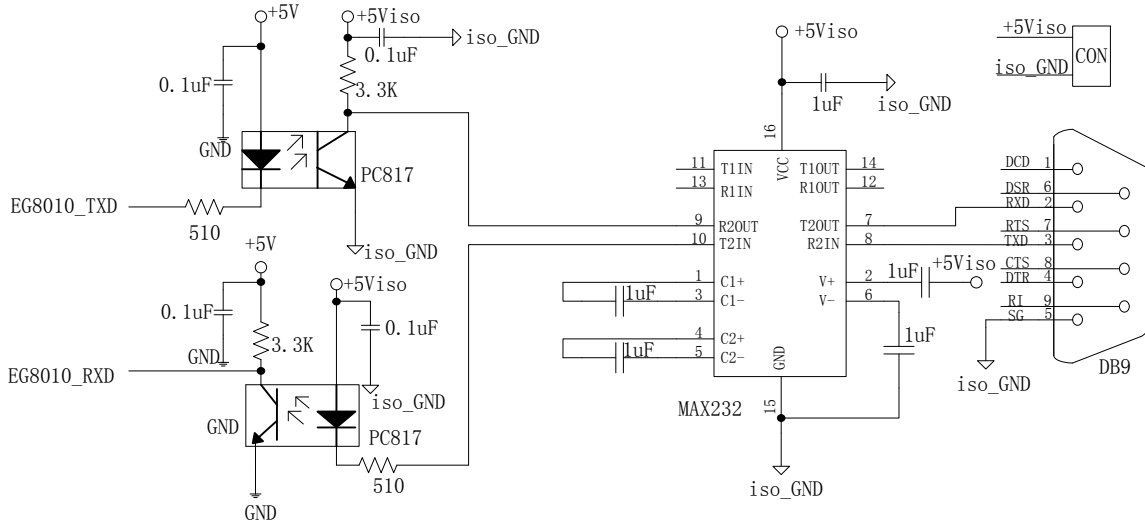 +5V
+5Viso
iso_GND
0.1uF
0.1uF
3.3K
GND
PC817
EG8010_TXD
510
iso_GND
+5V
+5Viso
0.1uF
0.1uF
3.3K
GND
EG8010_RXD
iso_GND
GND
PC817
510
GND
+5Viso
1uF
iso_GND
16
VCC
11 T1IN T1OUT 14
13 R1IN R1OUT 12
9 R2OUT T2OUT 7
10 T2IN R2IN 8
1 C1+ V+ 2
3 C1- V- 6
4 C2+
5 C2-
GND
15
1uF
1uF
1uF
+5Viso
1uF
MAX232
iso_GND
+5Viso
iso_GND
CON
DCD 1
DSR 6
RXD 2
RTS 7
TXD 3
CTS 8
DTR 4
RI 9
SG 5
iso_GND
DB9